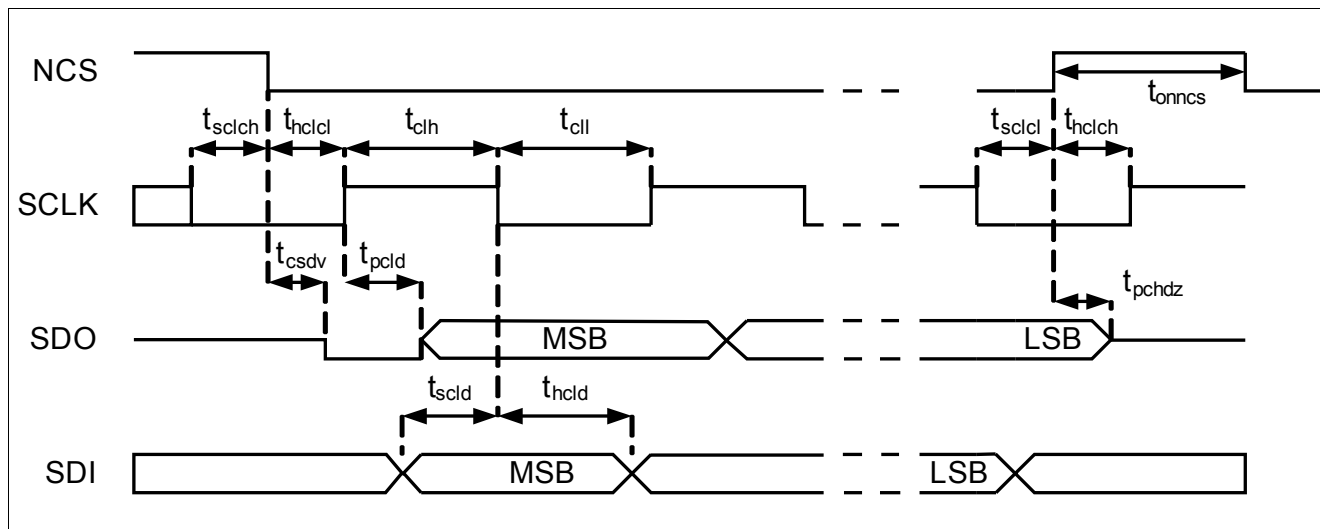 NCS
t_onncs
t_sclch t_hclcl t_clh t_cll t_sclcl t_hclch
SCLK
t_csdv t_pcld
t_pchdz
SDO MSB LSB
t_scld t_hcld
SDI MSB LSB